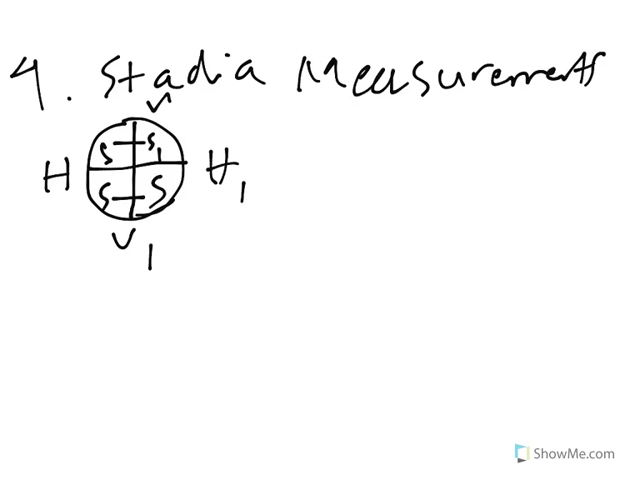 4. Stadia Measurements
V
S S1
H H1
S S
V1
ShowMe.com